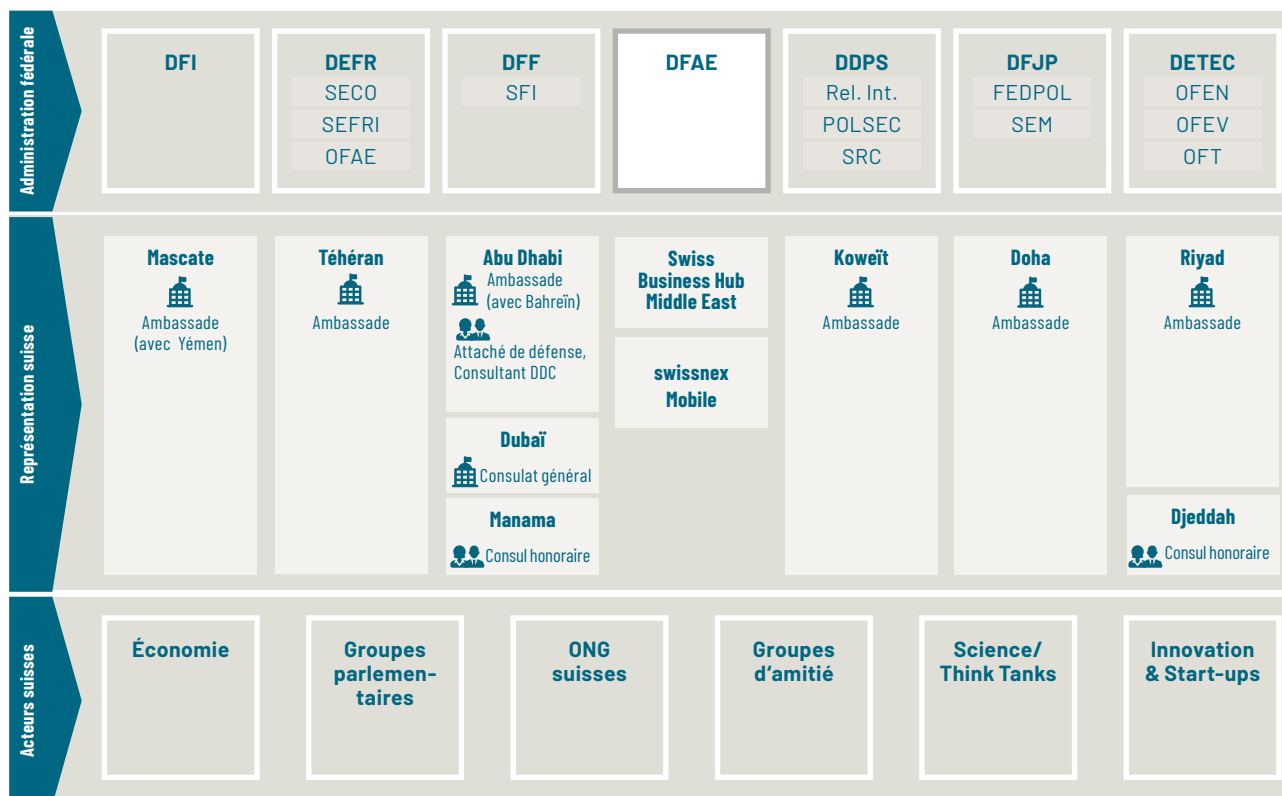 Administration fédérale
DFI
DEFR
SECO
SEFRI
OFAE
DFF
SFI
DFAE
DDPS
Rel. Int.
POLSEC
SRC
DFJP
FEDPOL
SEM
DETEC
OFEN
OFEV
OFT
Représentation suisse
Mascate
Ambassade
(avec Yémen)
Téhéran
Ambassade
Abu Dhabi
Ambassade
(avec Bahreïn)
Attaché de défense,
Consultant DDC
Dubaï
Consulat général
Manama
Consul honoraire
Swiss
Business Hub
Middle East
swissnex
Mobile
Koweït
Ambassade
Doha
Ambassade
Riyad
Ambassade
Djeddah
Consul honoraire
Acteurs suisses
Économie
Groupes
parlemen-
taires
ONG
suisses
Groupes
d‘amitié
Science/
Think Tanks
Innovation
& Start-ups